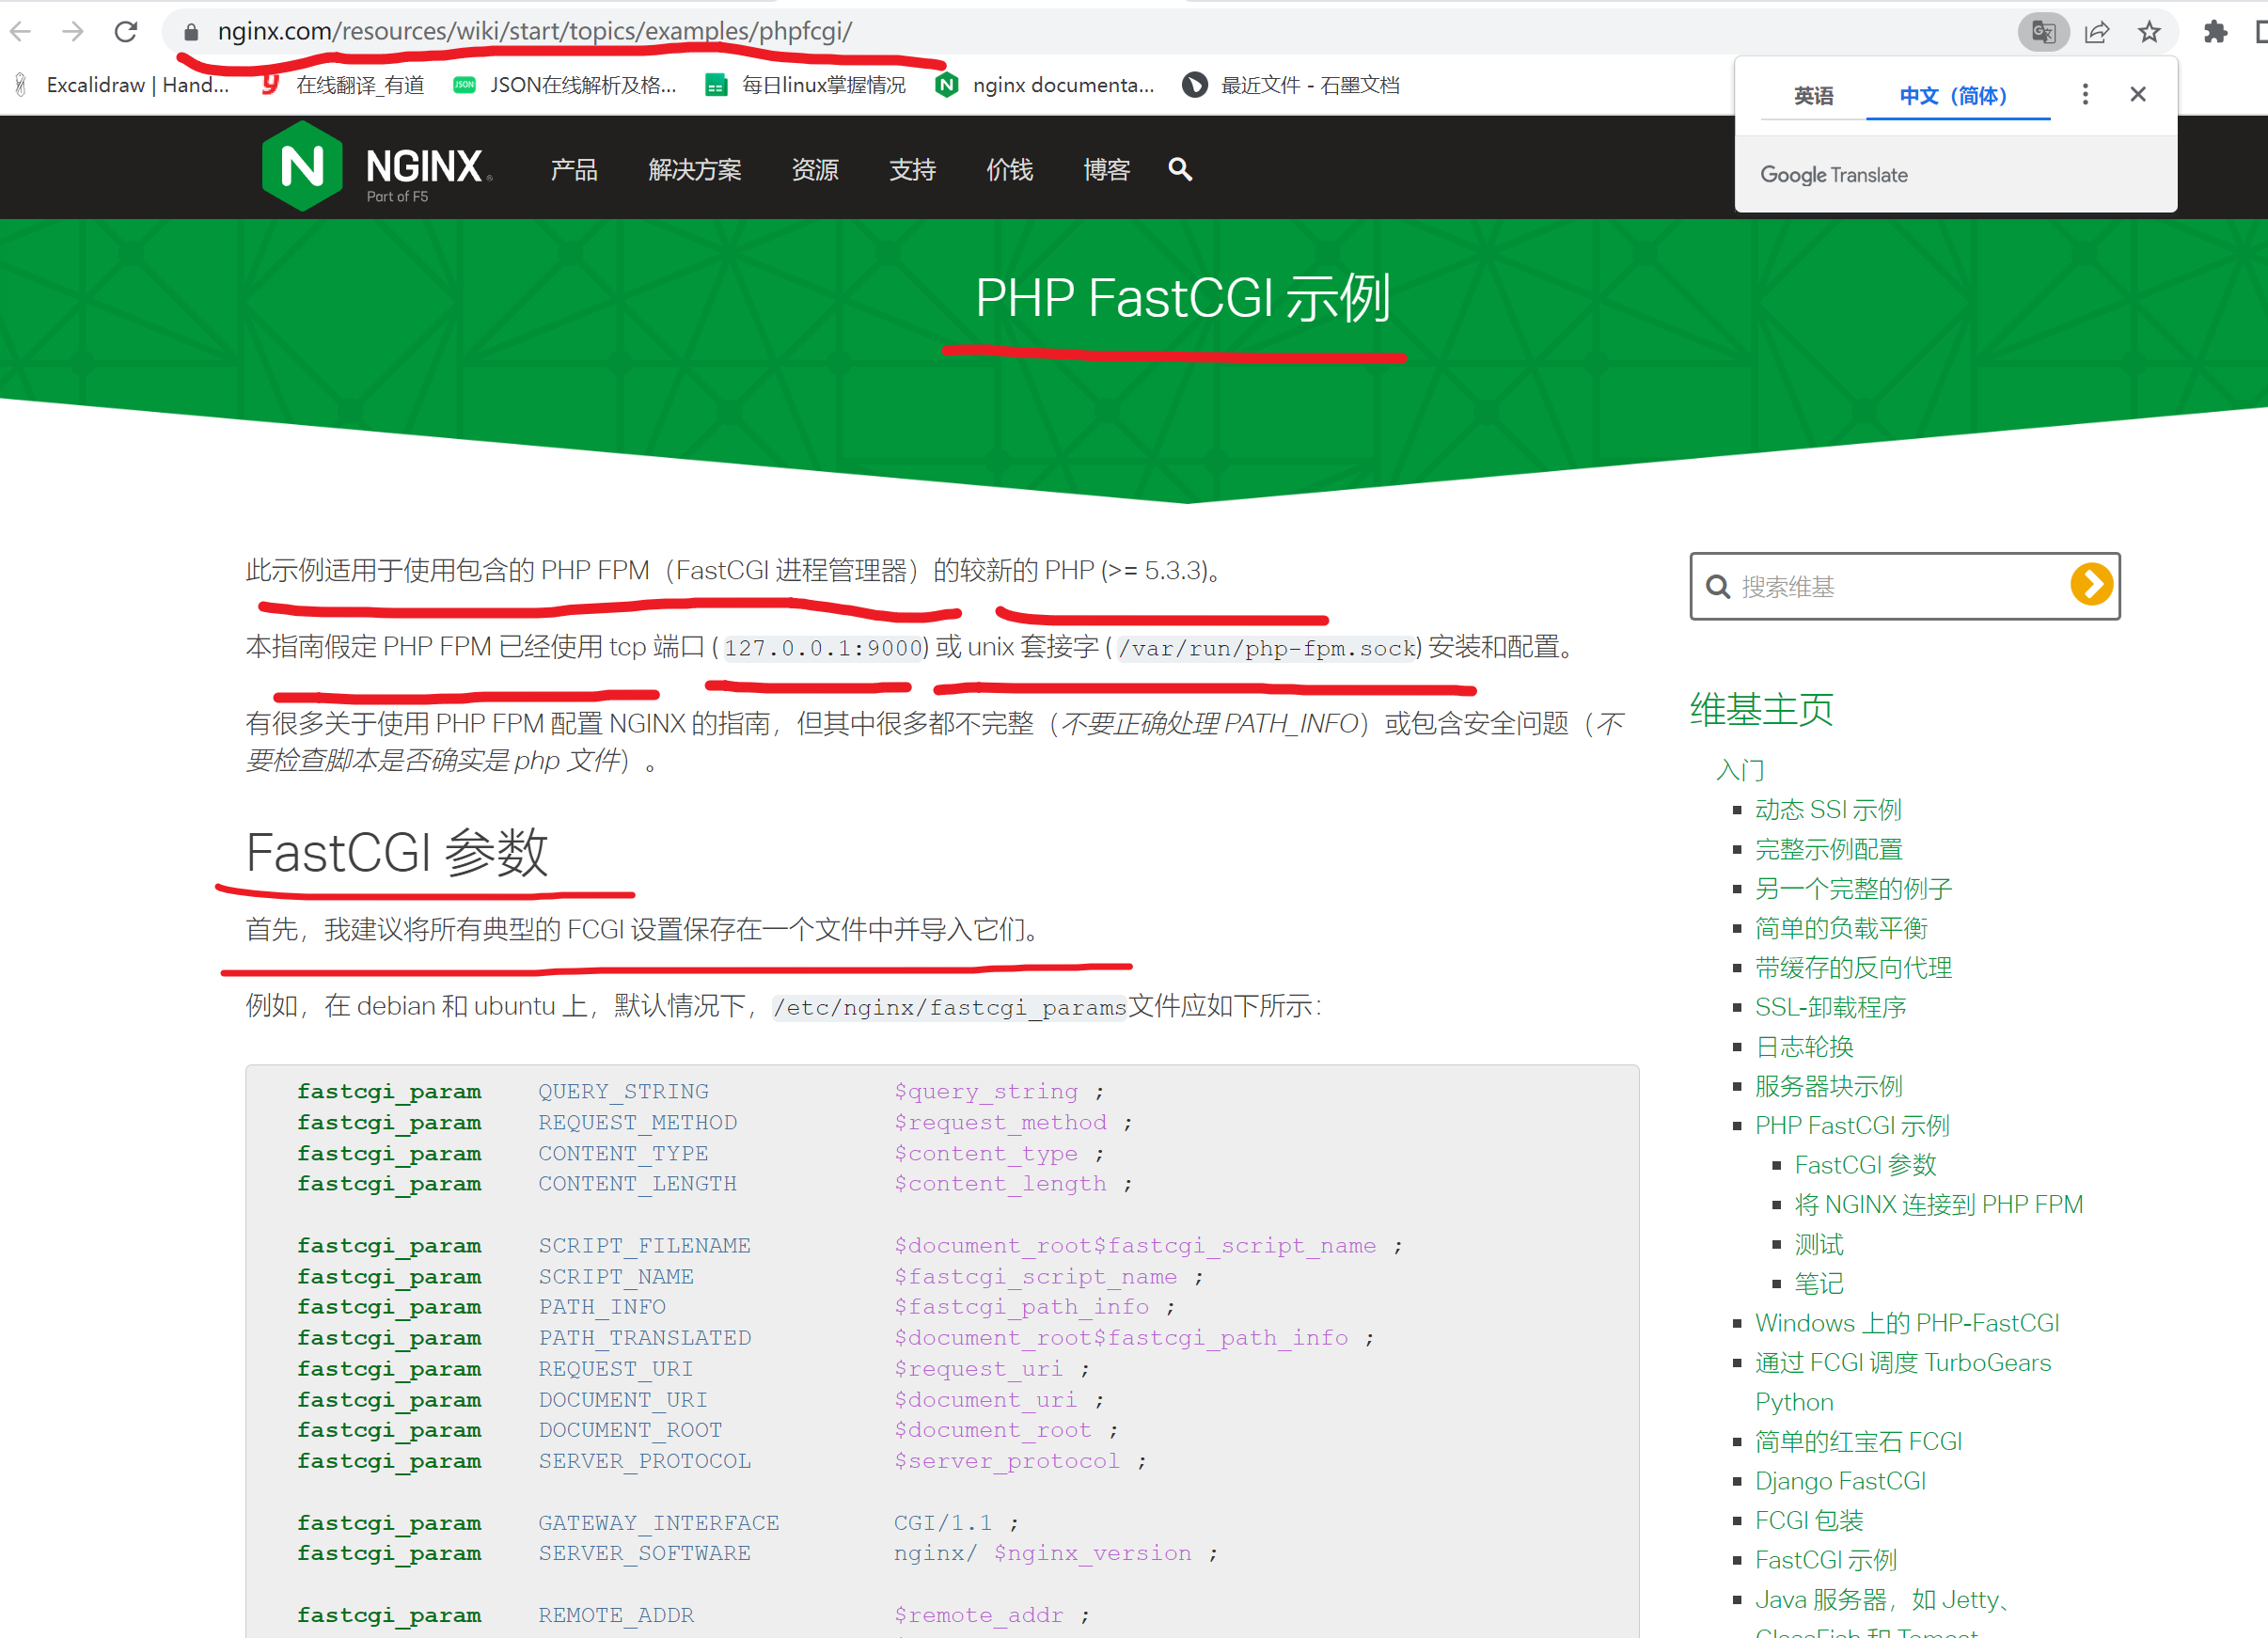 nginx.com/resources/wiki/start/topics/examples/phpfcgi/
Excalidraw | Hand...
在线翻译_有道
JSON
JSON在线解析及格...
每日linux掌握情况
nginx documenta...
最近文件 - 石墨文档
英语
中文（简体）
Google Translate
NGINX
Part of F5
产品
解决方案
资源
支持
价钱
博客
PHP FastCGI 示例
此示例适用于使用包含的 PHP FPM（FastCGI 进程管理器）的较新的 PHP (>= 5.3.3)。
本指南假定 PHP FPM 已经使用 tcp 端口 ( 127.0.0.1:9000) 或 unix 套接字 ( /var/run/php-fpm.sock) 安装和配置。
有很多关于使用 PHP FPM 配置 NGINX 的指南，但其中很多都不完整（不要正确处理 PATH_INFO）或包含安全问题（不
要检查脚本是否确实是 php 文件）。
FastCGI 参数
首先，我建议将所有典型的 FCGI 设置保存在一个文件中并导入它们。
例如，在 debian 和 ubuntu 上，默认情况下，/etc/nginx/fastcgi_params文件应如下所示：
fastcgi_param QUERY_STRING $query_string ;
fastcgi_param REQUEST_METHOD $request_method ;
fastcgi_param CONTENT_TYPE $content_type ;
fastcgi_param CONTENT_LENGTH $content_length ;
fastcgi_param SCRIPT_FILENAME $document_root$fastcgi_script_name ;
fastcgi_param SCRIPT_NAME $fastcgi_script_name ;
fastcgi_param PATH_INFO $fastcgi_path_info ;
fastcgi_param PATH_TRANSLATED $document_root$fastcgi_path_info ;
fastcgi_param REQUEST_URI $request_uri ;
fastcgi_param DOCUMENT_URI $document_uri ;
fastcgi_param DOCUMENT_ROOT $document_root ;
fastcgi_param SERVER_PROTOCOL $server_protocol ;
fastcgi_param GATEWAY_INTERFACE CGI/1.1 ;
fastcgi_param SERVER_SOFTWARE nginx/ $nginx_version ;
fastcgi_param REMOTE_ADDR $remote_addr ;
搜索维基
维基主页
入门
动态 SSI 示例
完整示例配置
另一个完整的例子
简单的负载平衡
带缓存的反向代理
SSL-卸载程序
日志轮换
服务器块示例
PHP FastCGI 示例
FastCGI 参数
将 NGINX 连接到 PHP FPM
测试
笔记
Windows 上的 PHP-FastCGI
通过 FCGI 调度 TurboGears
Python
简单的红宝石 FCGI
Django FastCGI
FCGI 包装
FastCGI 示例
Java 服务器，如 Jetty、